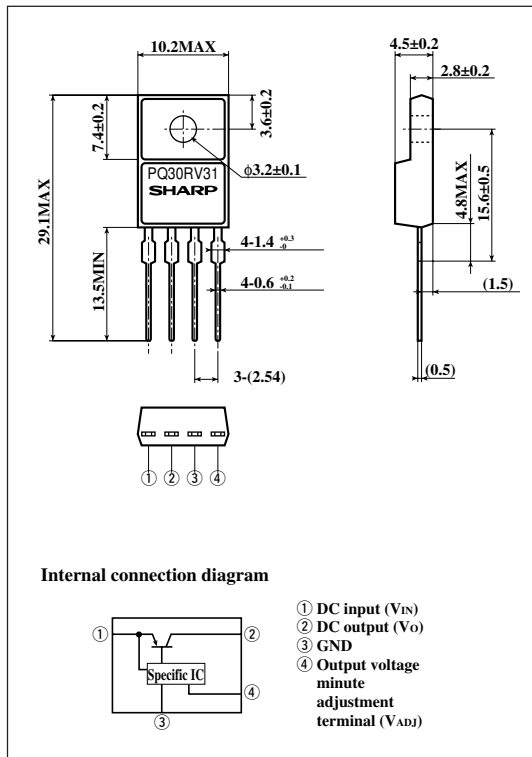 10.2MAX
4.5±0.2
2.8±0.2
7.4±0.2
3.6±0.2
ϕ3.2±0.1
PQ30RV31
SHARP
29.1MAX
13.5MIN
4-1.4 +0.3 -0
4-0.6 +0.2 -0.1
3-(2.54)
4.8MAX
15.6±0.5
(1.5)
(0.5)
① ② ③ ④
Internal connection diagram
①
②
Specific IC
④
③
① DC input (VIN)
② DC output (VO)
③ GND
④ Output voltage
minute
adjustment
terminal (VADJ)